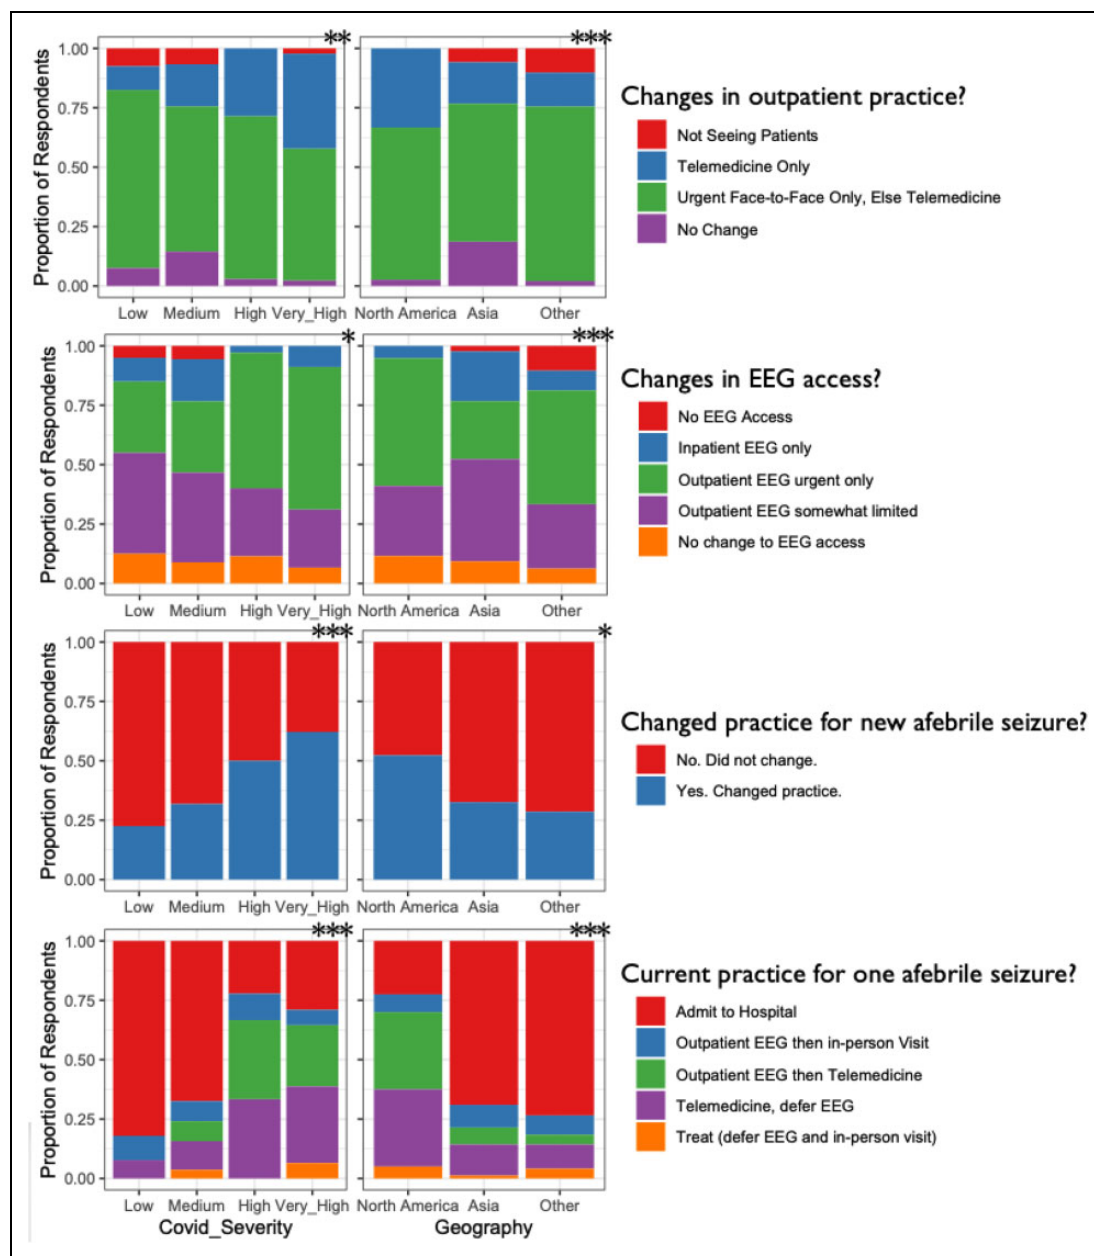 **
***
1.00
0.75
0.50
0.25
0.00
Proportion of Respondents
Low Medium High Very_High
North America Asia Other
Changes in outpatient practice?
Not Seeing Patients
Telemedicine Only
Urgent Face-to-Face Only, Else Telemedicine
No Change
*
***
1.00
0.75
0.50
0.25
0.00
Proportion of Respondents
Low Medium High Very_High
North America Asia Other
Changes in EEG access?
No EEG Access
Inpatient EEG only
Outpatient EEG urgent only
Outpatient EEG somewhat limited
No change to EEG access
***
*
1.00
0.75
0.50
0.25
0.00
Proportion of Respondents
Low Medium High Very_High
North America Asia Other
Changed practice for new afebrile seizure?
No. Did not change.
Yes. Changed practice.
***
***
1.00
0.75
0.50
0.25
0.00
Proportion of Respondents
Low Medium High Very_High
North America Asia Other
Covid_Severity
Geography
Current practice for one afebrile seizure?
Admit to Hospital
Outpatient EEG then in-person Visit
Outpatient EEG then Telemedicine
Telemedicine, defer EEG
Treat (defer EEG and in-person visit)